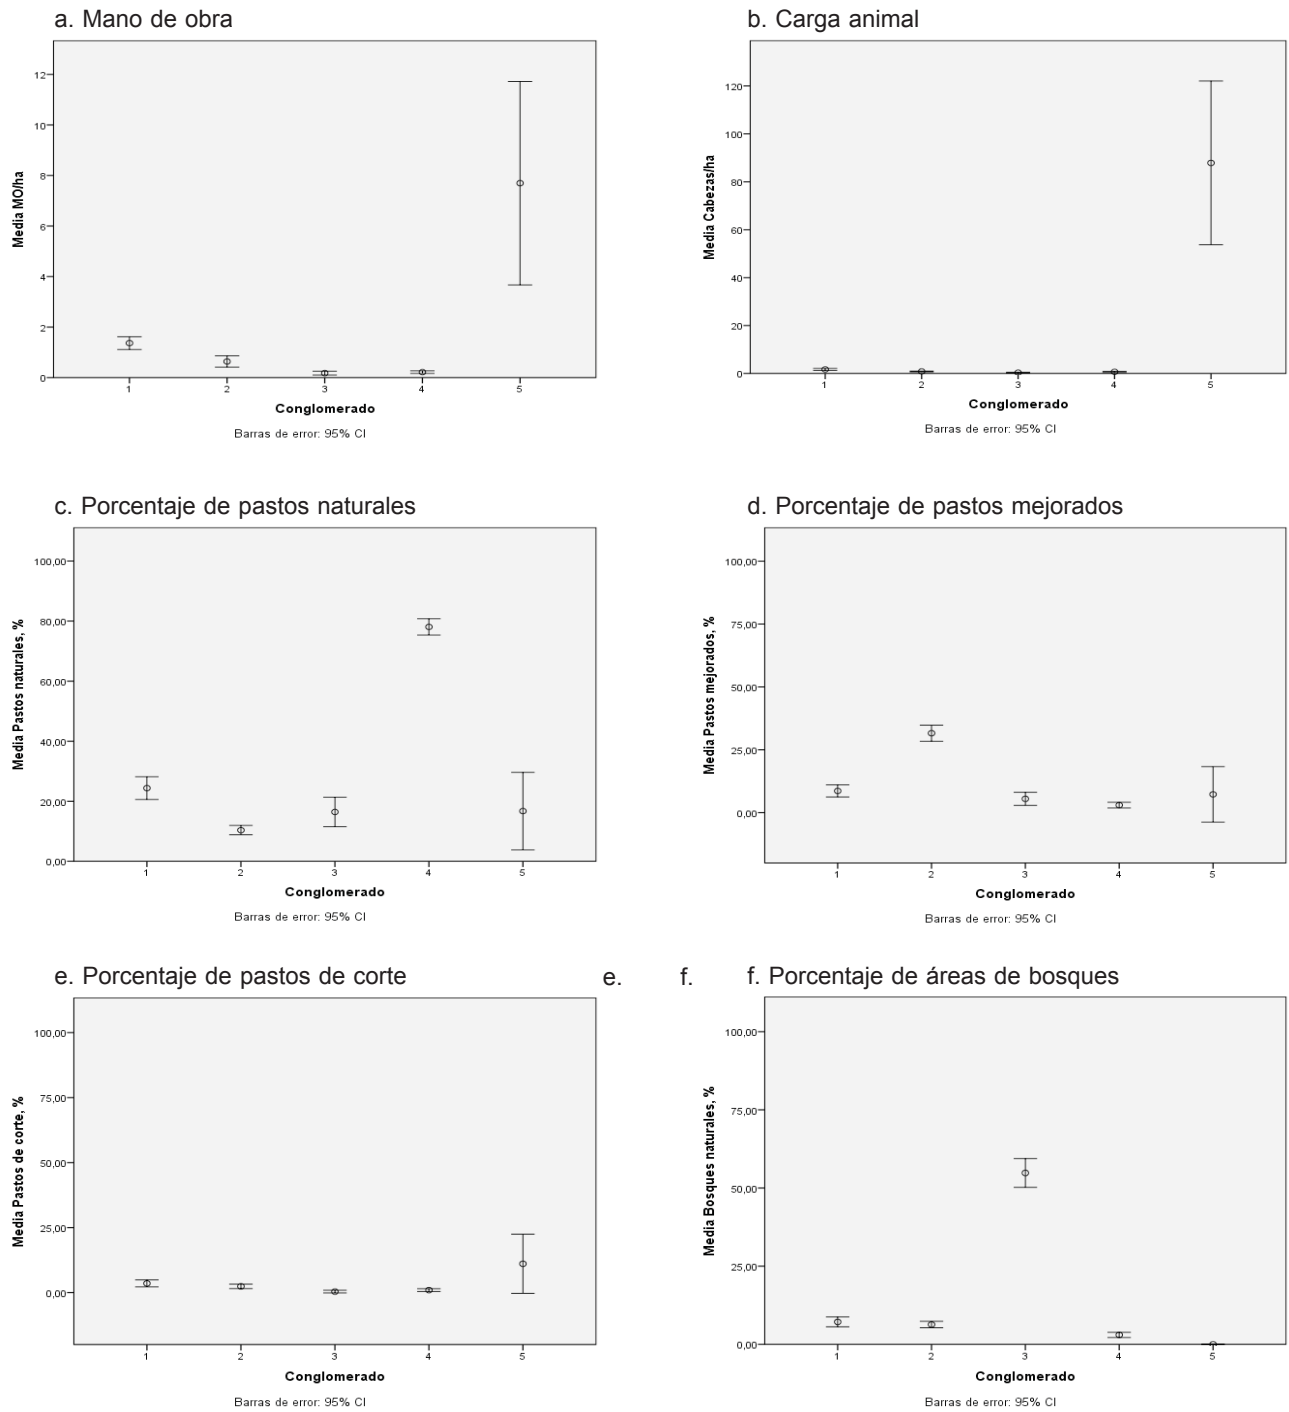 a. Mano de obra
Media MO/ha
12
10
8
6
4
2
0
1 2 3 4 5
Conglomerado
Barras de error: 95% CI
b. Carga animal
Media Cabezas/ha
120
100
80
60
40
20
0
1 2 3 4 5
Conglomerado
Barras de error: 95% CI
c. Porcentaje de pastos naturales
Media Pastos naturales, %
100,00
80,00
60,00
40,00
20,00
0,00
1 2 3 4 5
Conglomerado
Barras de error: 95% CI
d. Porcentaje de pastos mejorados
Media Pastos mejorados, %
100,00
75,00
50,00
25,00
0,00
1 2 3 4 5
Conglomerado
Barras de error: 95% CI
e. Porcentaje de pastos de corte
Media Pastos de corte, %
100,00
75,00
50,00
25,00
0,00
1 2 3 4 5
Conglomerado
Barras de error: 95% CI
e. f.
f. Porcentaje de áreas de bosques
Media Bosques naturales, %
100,00
75,00
50,00
25,00
0,00
1 2 3 4 5
Conglomerado
Barras de error: 95% CI